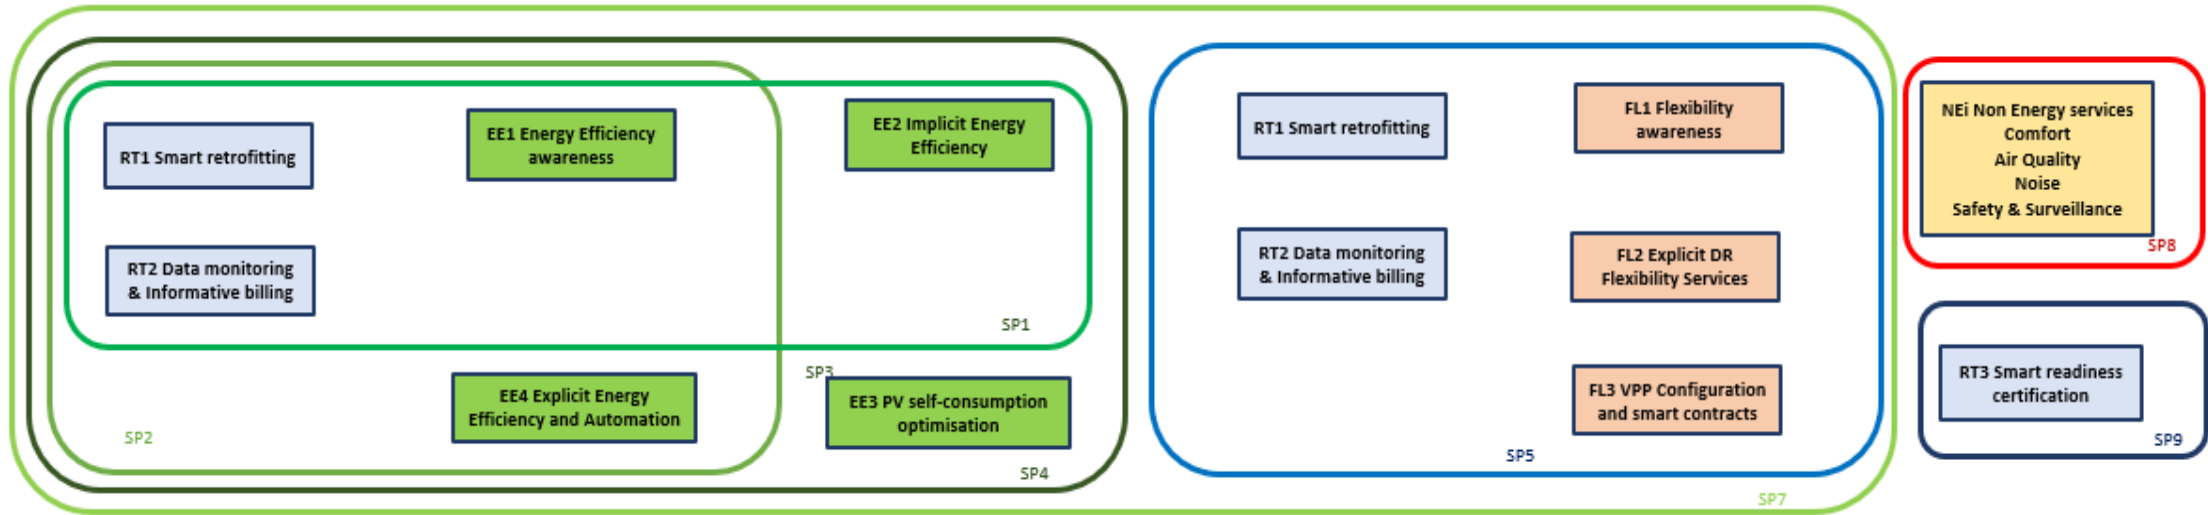 RT1 Smart retrofitting
EE1 Energy Efficiency
awareness
EE2 Implicit Energy
Efficiency
RT2 Data monitoring
& Informative billing
SP1
SP3
EE4 Explicit Energy
Efficiency and Automation
EE3 PV self-consumption
optimisation
SP2
SP4
RT1 Smart retrofitting
FL1 Flexibility
awareness
RT2 Data monitoring
& Informative billing
FL2 Explicit DR
Flexibility Services
FL3 VPP Configuration
and smart contracts
SP5
SP7
NEi Non Energy services
Comfort
Air Quality
Noise
Safety & Surveillance
SP8
RT3 Smart readiness
certification
SP9